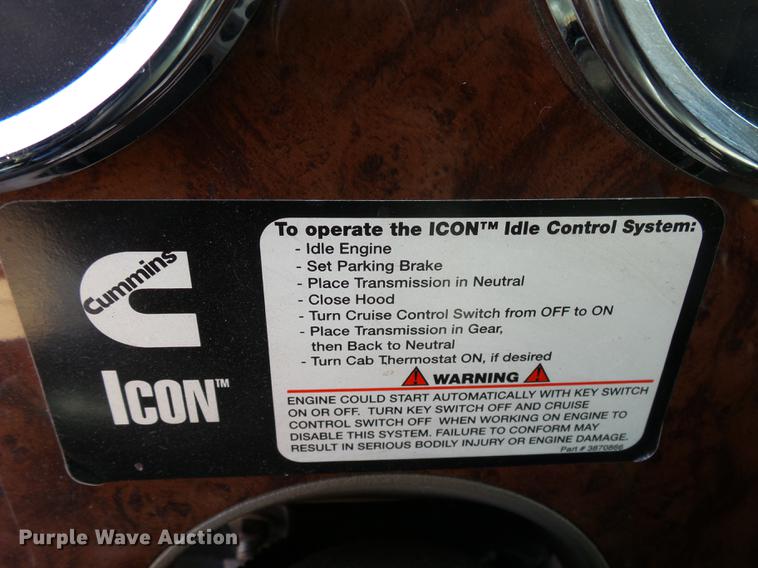 Cummins
ICON™
To operate the ICON™ Idle Control System:
- Idle Engine
- Set Parking Brake
- Place Transmission in Neutral
- Close Hood
- Turn Cruise Control Switch from OFF to ON
- Place Transmission in Gear,
then Back to Neutral
- Turn Cab Thermostat ON, if desired
WARNING
ENGINE COULD START AUTOMATICALLY WITH KEY SWITCH
ON OR OFF. TURN KEY SWITCH OFF AND CRUISE
CONTROL SWITCH OFF WHEN WORKING ON ENGINE TO
DISABLE THIS SYSTEM. FAILURE TO CONFORM MAY
RESULT IN SERIOUS BODILY INJURY OR ENGINE DAMAGE.
Part # 3870866
Purple Wave Auction